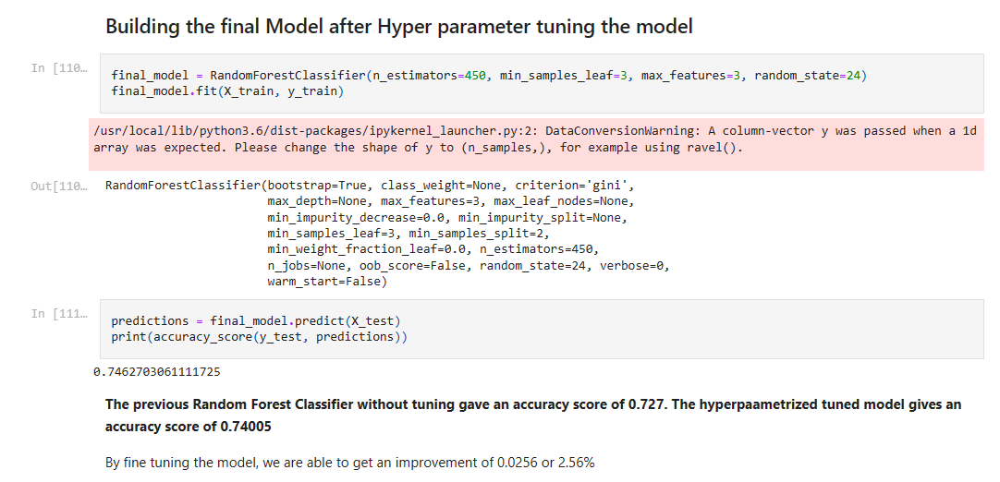 Building the final Model after Hyper parameter tuning the model
In [110…
final_model = RandomForestClassifier(n_estimators=450, min_samples_leaf=3, max_features=3, random_state=24)
final_model.fit(X_train, y_train)
/usr/local/lib/python3.6/dist-packages/ipykernel_launcher.py:2: DataConversionWarning: A column-vector y was passed when a 1d
array was expected. Please change the shape of y to (n_samples,), for example using ravel().
Out[110…
RandomForestClassifier(bootstrap=True, class_weight=None, criterion='gini',
max_depth=None, max_features=3, max_leaf_nodes=None,
min_impurity_decrease=0.0, min_impurity_split=None,
min_samples_leaf=3, min_samples_split=2,
min_weight_fraction_leaf=0.0, n_estimators=450,
n_jobs=None, oob_score=False, random_state=24, verbose=0,
warm_start=False)
In [111…
predictions = final_model.predict(X_test)
print(accuracy_score(y_test, predictions))
0.7462703061111725
The previous Random Forest Classifier without tuning gave an accuracy score of 0.727. The hyperpaametrized tuned model gives an
accuracy score of 0.74005
By fine tuning the model, we are able to get an improvement of 0.0256 or 2.56%